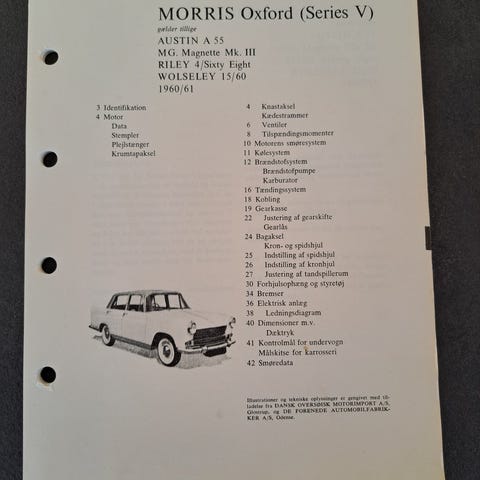 MORRIS Oxford (Series V)
gælder tillige
AUSTIN A 55
MG. Magnette Mk. III
RILEY 4/Sixty Eight
WOLSELEY 15/60
1960/61
3 Identifikation
4 Motor
Data
Stempler
Plejlstænger
Krumtapaksel
4 Knastaksel
Kædestrammer
6 Ventiler
8 Tilspændingsmomenter
10 Motorens smøresystem
11 Kølesystem
12 Brændstofsystem
Brændstofpumpe
Karburator
16 Tændingssystem
18 Kobling
19 Gearkasse
22 Justering af gearskifte
Gearlås
24 Bagaksel
Kron- og spidshjul
25 Indstilling af spidshjul
26 Indstilling af kronhjul
27 Justering af tandspillerum
30 Forhjulsophæng og styretøj
34 Bremser
36 Elektrisk anlæg
38 Ledningsdiagram
40 Dimensioner m.v.
Dæktryk
41 Kontrolmål for undervogn
Målskitse for karrosseri
42 Smøredata
Illustrationer og tekniske oplysninger er gengivet med til-
ladelse fra DANSK OVERSØISK MOTORIMPORT A/S,
Glostrup, og DE FORENEDE AUTOMOBILFABRIK-
KER A/S, Odense.